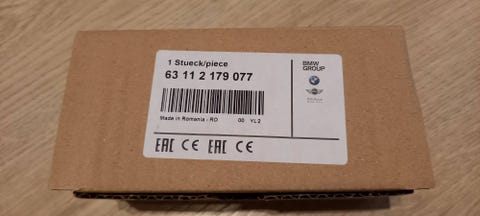 1 Stueck/piece
63 11 2 179 077
Made in Romania - RO 00 YL2
EAC CE EAC CE
BMW
GROUP